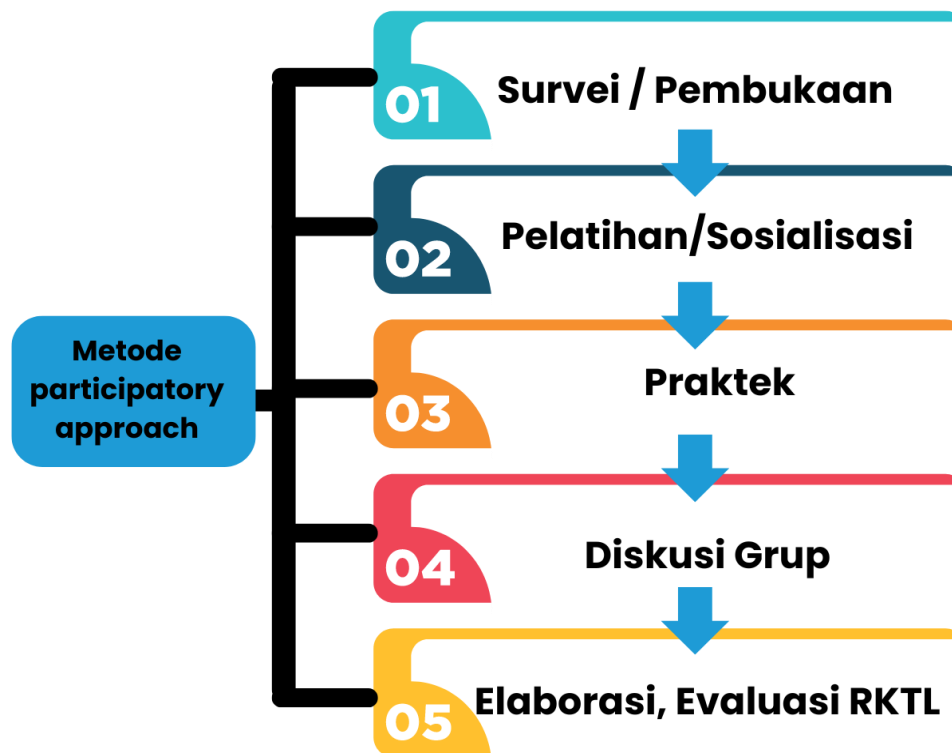 Metode
participatory
approach
01
Survei / Pembukaan
02
Pelatihan/Sosialisasi
03
Praktek
04
Diskusi Grup
05
Elaborasi, Evaluasi RKTL